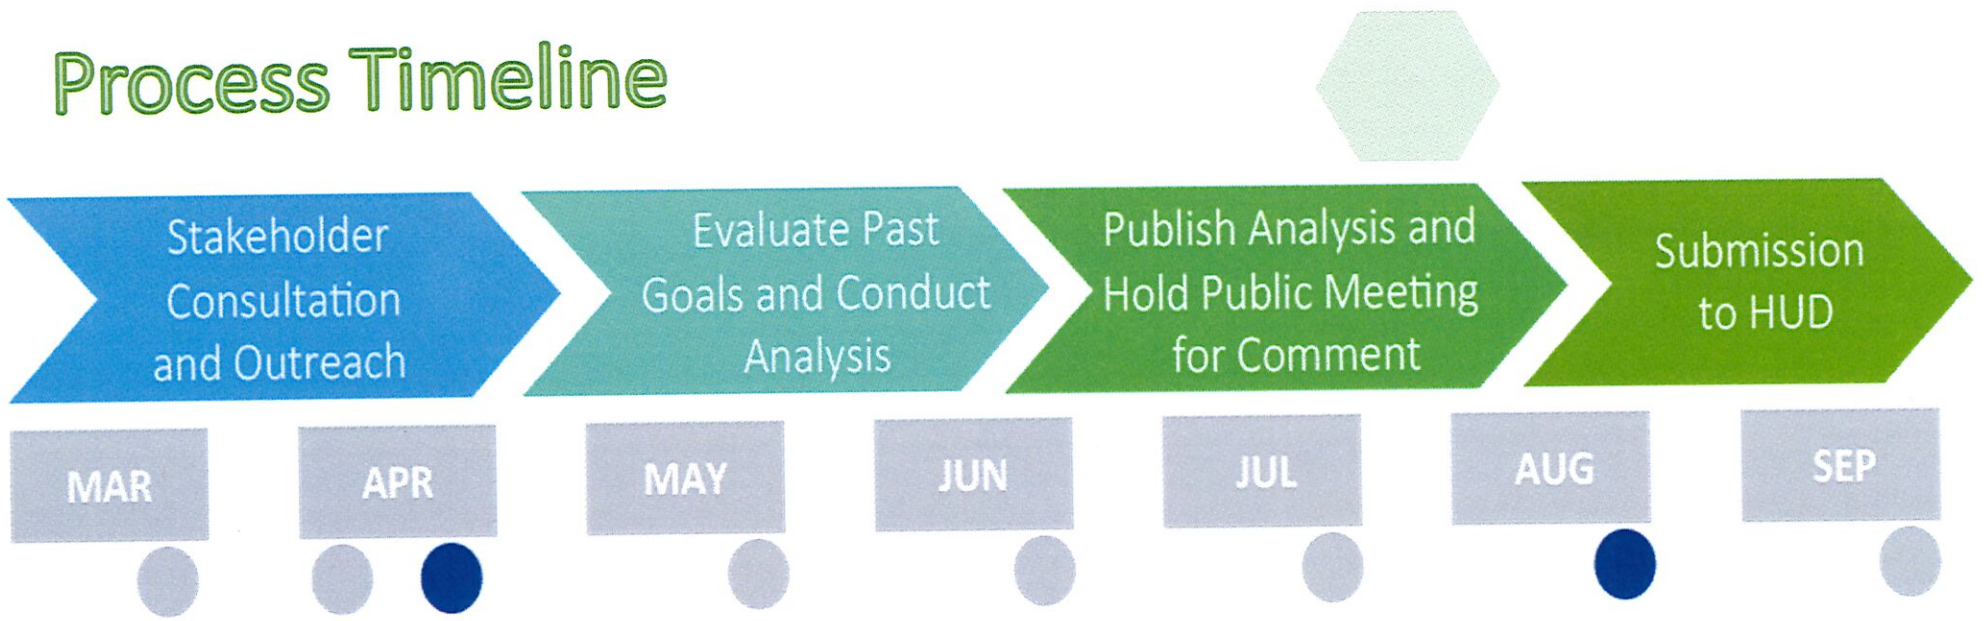 Process Timeline
Stakeholder
Consultation
and Outreach
Evaluate Past
Goals and Conduct
Analysis
Publish Analysis and
Hold Public Meeting
for Comment
Submission
to HUD
MAR
APR
MAY
JUN
JUL
AUG
SEP